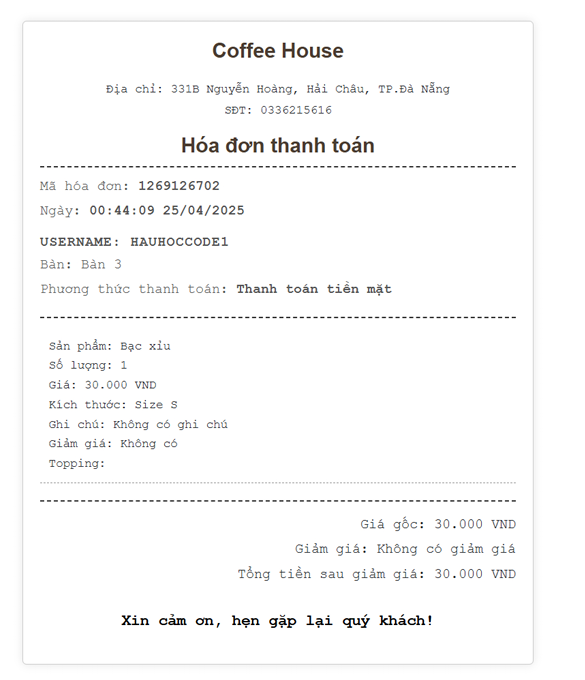 Coffee House
Địa chỉ: 331B Nguyễn Hoàng, Hải Châu, TP.Đà Nẵng
SĐT: 0336215616
Hóa đơn thanh toán
Mã hóa đơn: 1269126702
Ngày: 00:44:09 25/04/2025
USERNAME: HAUHOCCODE1
Bàn: Bàn 3
Phương thức thanh toán: Thanh toán tiền mặt
Sản phẩm: Bạc xỉu
Số lượng: 1
Giá: 30.000 VND
Kích thước: Size S
Ghi chú: Không có ghi chú
Giảm giá: Không có
Topping:
Giá gốc: 30.000 VND
Giảm giá: Không có giảm giá
Tổng tiền sau giảm giá: 30.000 VND
Xin cảm ơn, hẹn gặp lại quý khách!